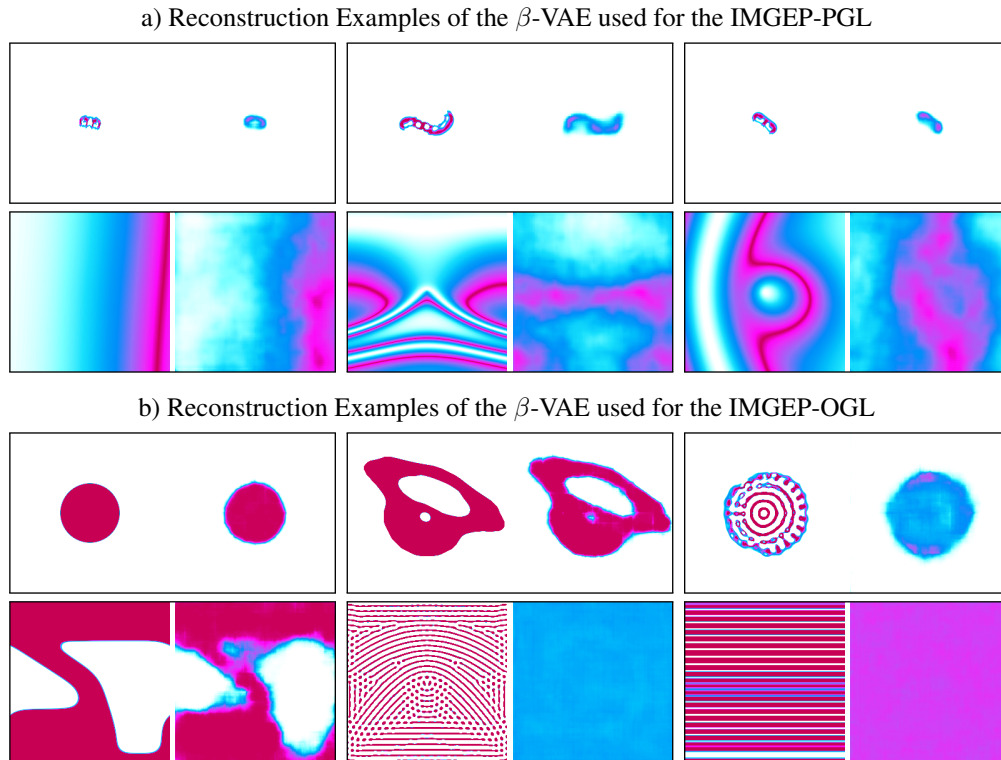 a) Reconstruction Examples of the β-VAE used for the IMGEP-PGL
b) Reconstruction Examples of the β-VAE used for the IMGEP-OGL